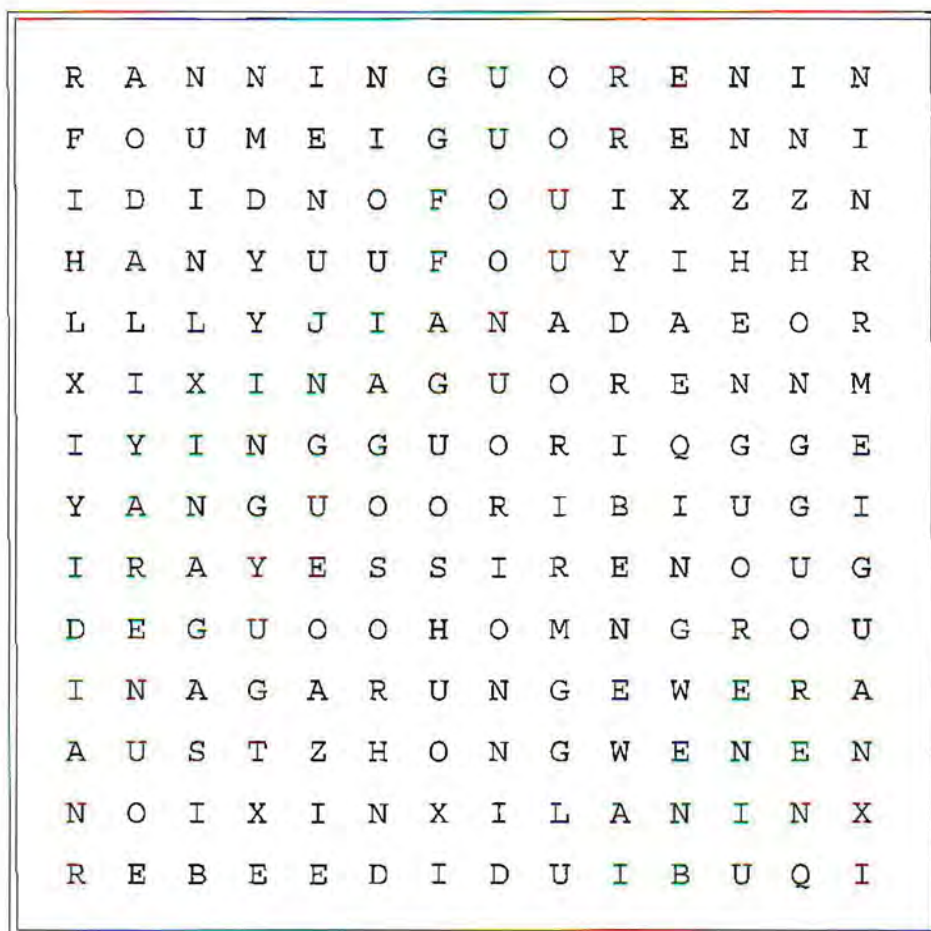 R A N N I N G U O R E N I N
F O U M E I G U O R E N N I
I D I D N O F O U I X Z Z N
H A N Y U U F O U Y I H H R
L L L Y J I A N A D A E O R
X I X I N A G U O R E N N M
I Y I N G G U O R I Q G G E
Y A N G U O O R I B I U G I
I R A Y E S S I R E N O U G
D E G U O O H O M N G R O U
I N A G A R U N G E W E R A
A U S T Z H O N G W E N E N
N O I X I N X I L A N I N X
R E B E E D I D U I B U Q I